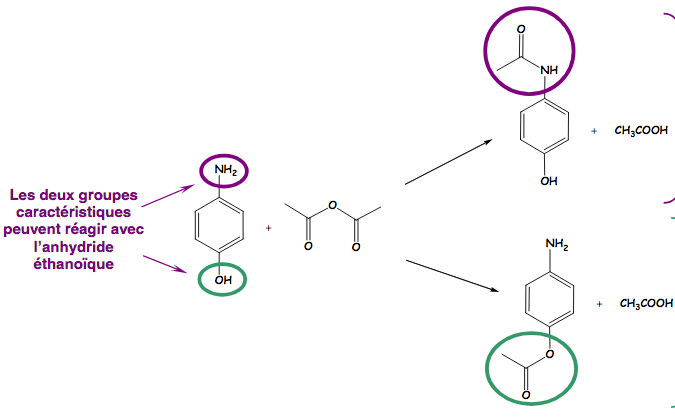 O
NH
+ CH₃COOH
OH
NH₂
Les deux groupes
caractéristiques
peuvent réagir avec
l'anhydride
éthanoïque
+
O
O
O
OH
NH₂
+ CH₃COOH
O
O